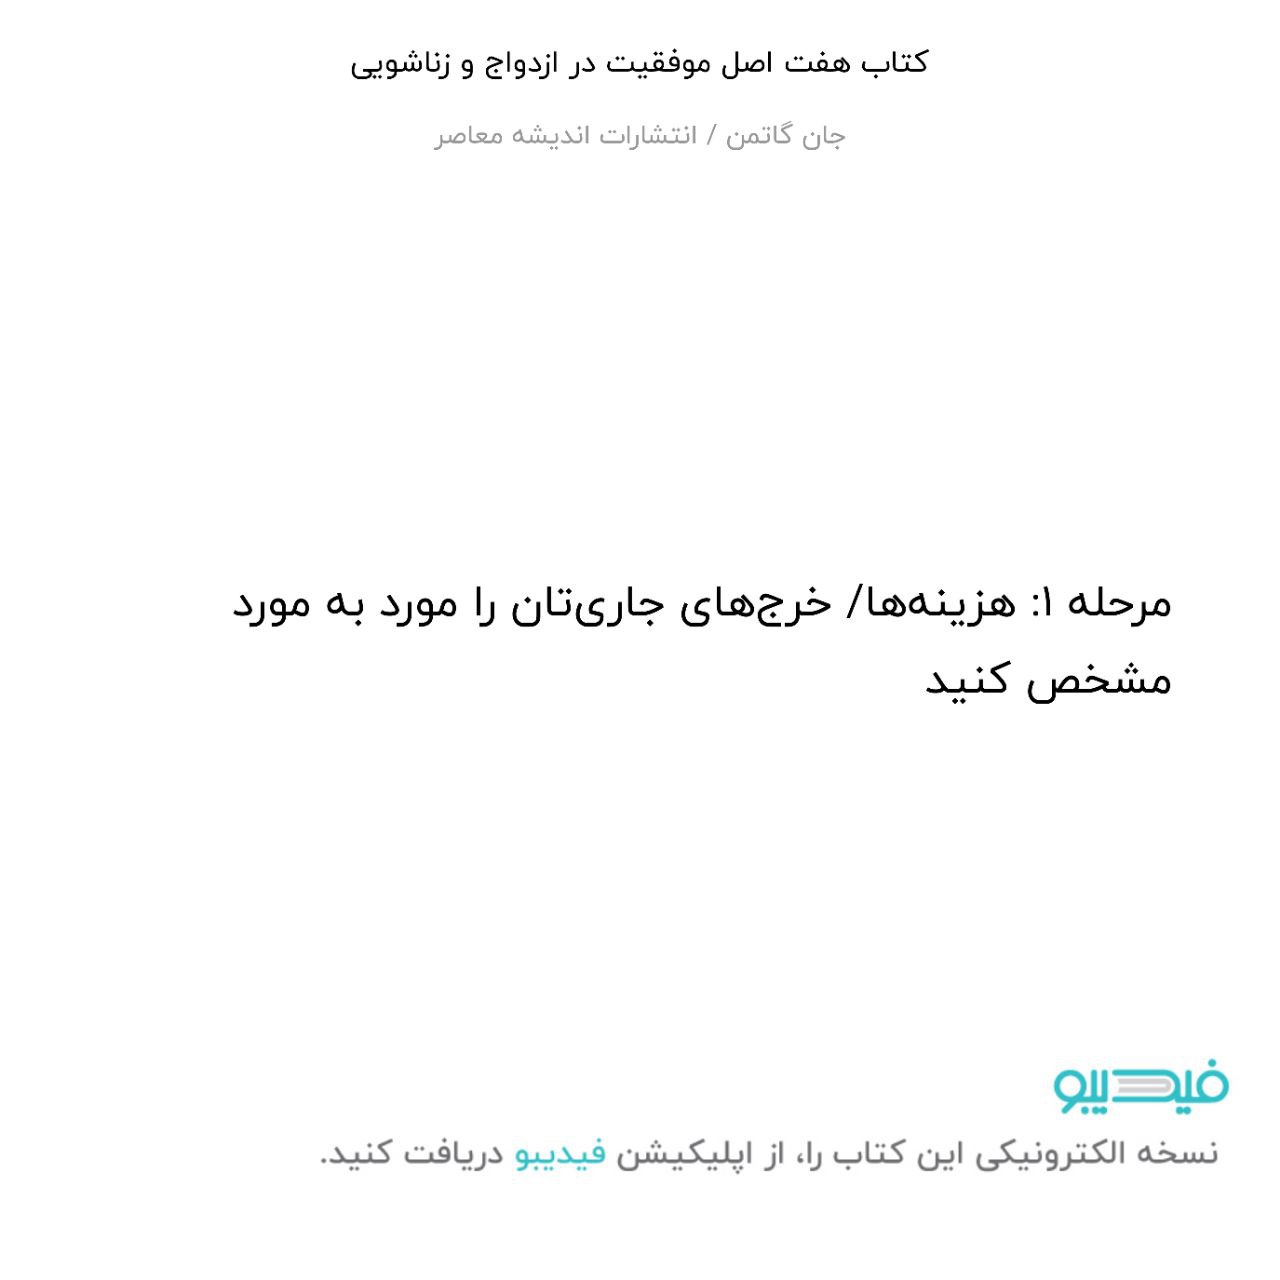 کتاب هفت اصل موفقیت در ازدواج و زناشویی
جان گاتمن / انتشارات اندیشه معاصر
مرحله ۱: هزینه‌ها/ خرج‌های جاری‌تان را مورد به مورد
مشخص کنید
فیدیبو
نسخه الکترونیکی این کتاب را، از اپلیکیشن فیدیبو دریافت کنید.